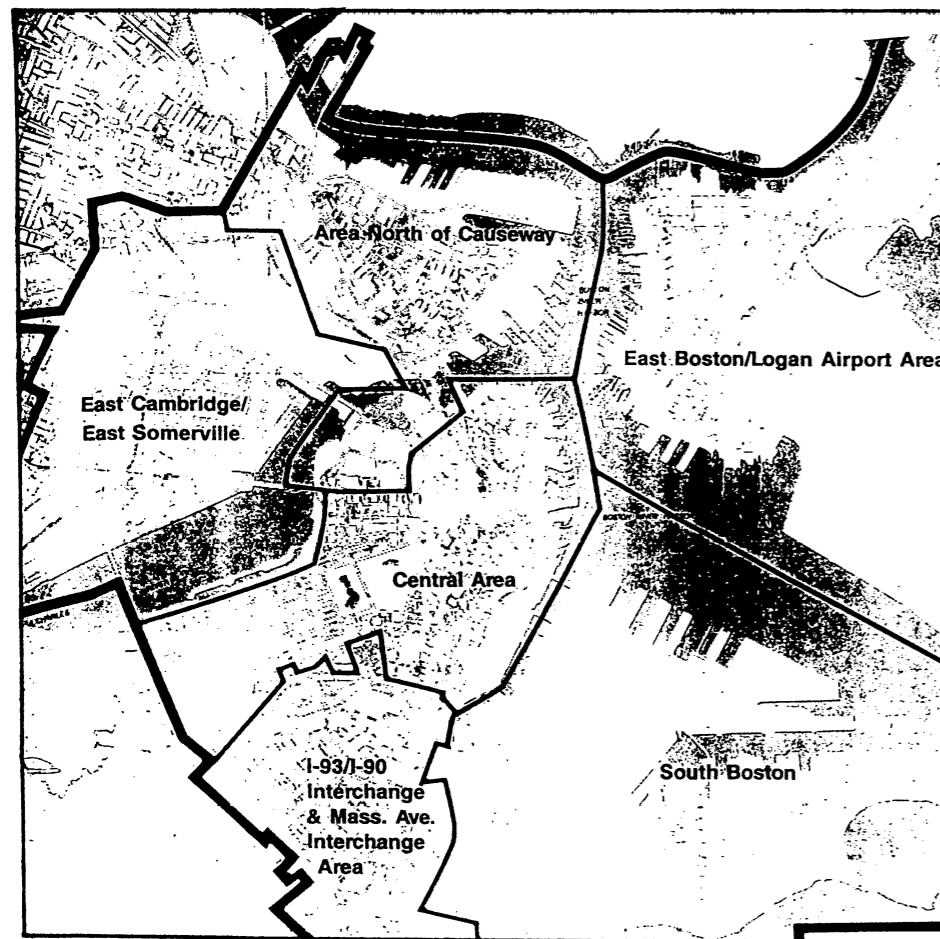 Area North of Causeway
East Boston/Logan Airport Area
East Cambridge/
East Somerville
BOSTON
Central Area
I-93/I-90
Interchange
& Mass. Ave.
Interchange
Area
South Boston